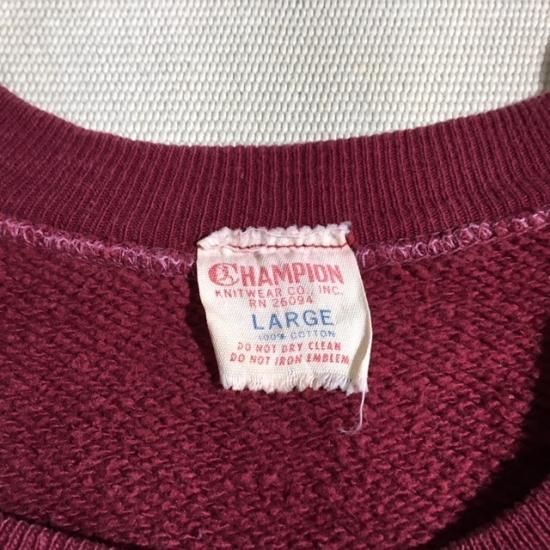 CHAMPION
KNITWEAR CO., INC.
RN 26094
LARGE
100% COTTON
DO NOT DRY CLEAN
DO NOT IRON EMBLEM